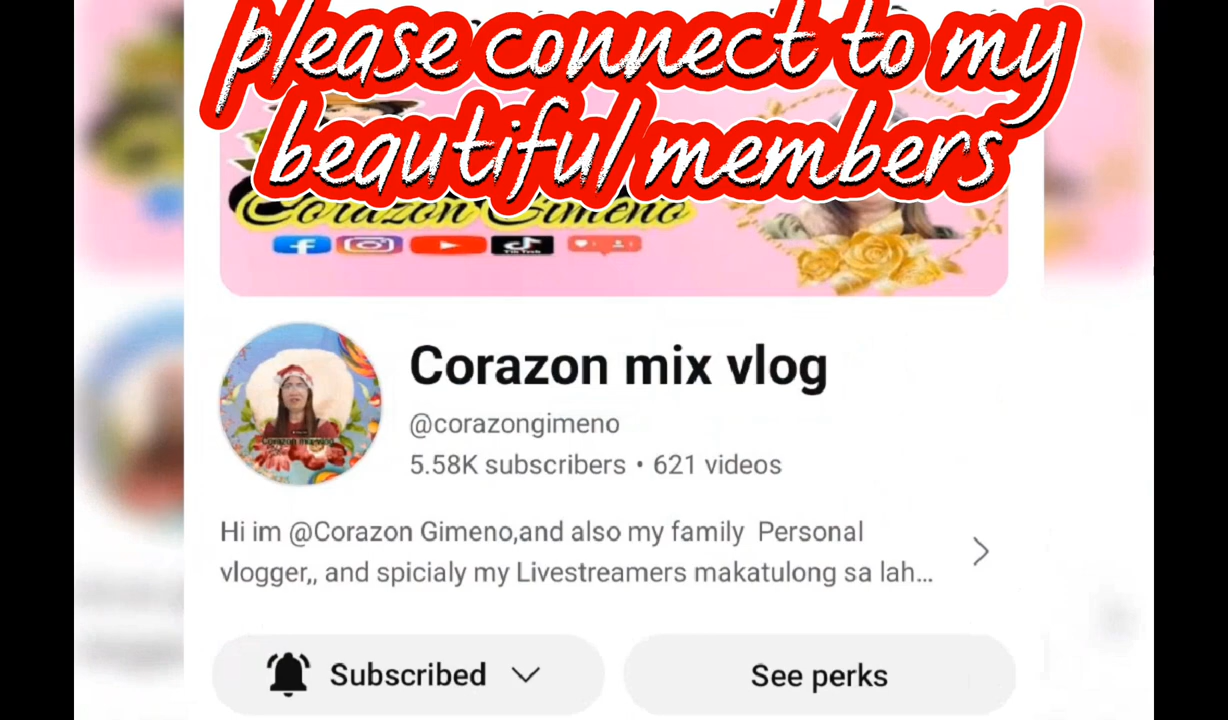 please connect to my
beautiful members
Corazon Gimeno
Corazon mix vlog
@corazongimeno
5.58K subscribers • 621 videos
Hi im @Corazon Gimeno,and also my family Personal
vlogger,, and spicialy my Livestreamers makatulong sa lah...
Subscribed
See perks